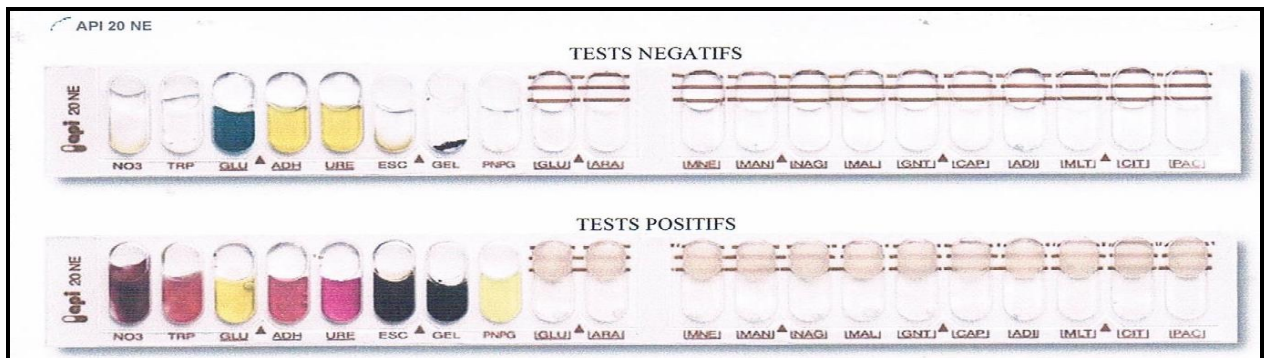 API 20 NE
TESTS NEGATIFS
api 20 NE
NO3 TRP GLU ADH URE ESC GEL PNPG |GLU| |ARA| |MNE| |MAN| |NAG| |MAL| |GNT| |CAP| |ADI| |MLT| |CIT| |PAC|
TESTS POSITIFS
api 20 NE
NO3 TRP GLU ADH URE ESC GEL PNPG |GLU| |ARA| |MNE| |MAN| |NAG| |MAL| |GNT| |CAP| |ADI| |MLT| |CIT| |PAC|